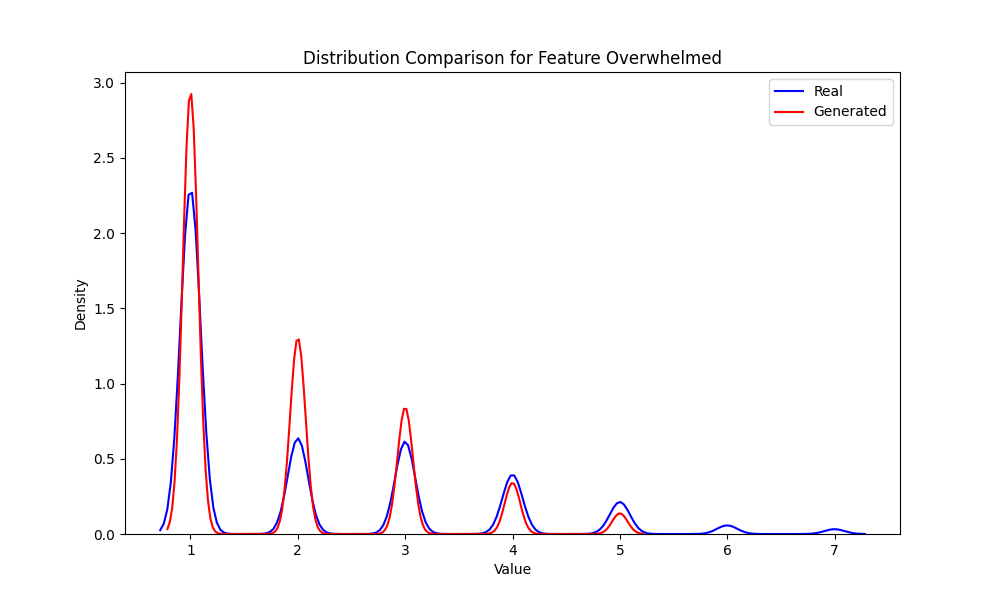 Distribution Comparison for Feature Overwhelmed
Real
Generated
3.0
2.5
2.0
1.5
1.0
0.5
0.0
Density
1 2 3 4 5 6 7
Value